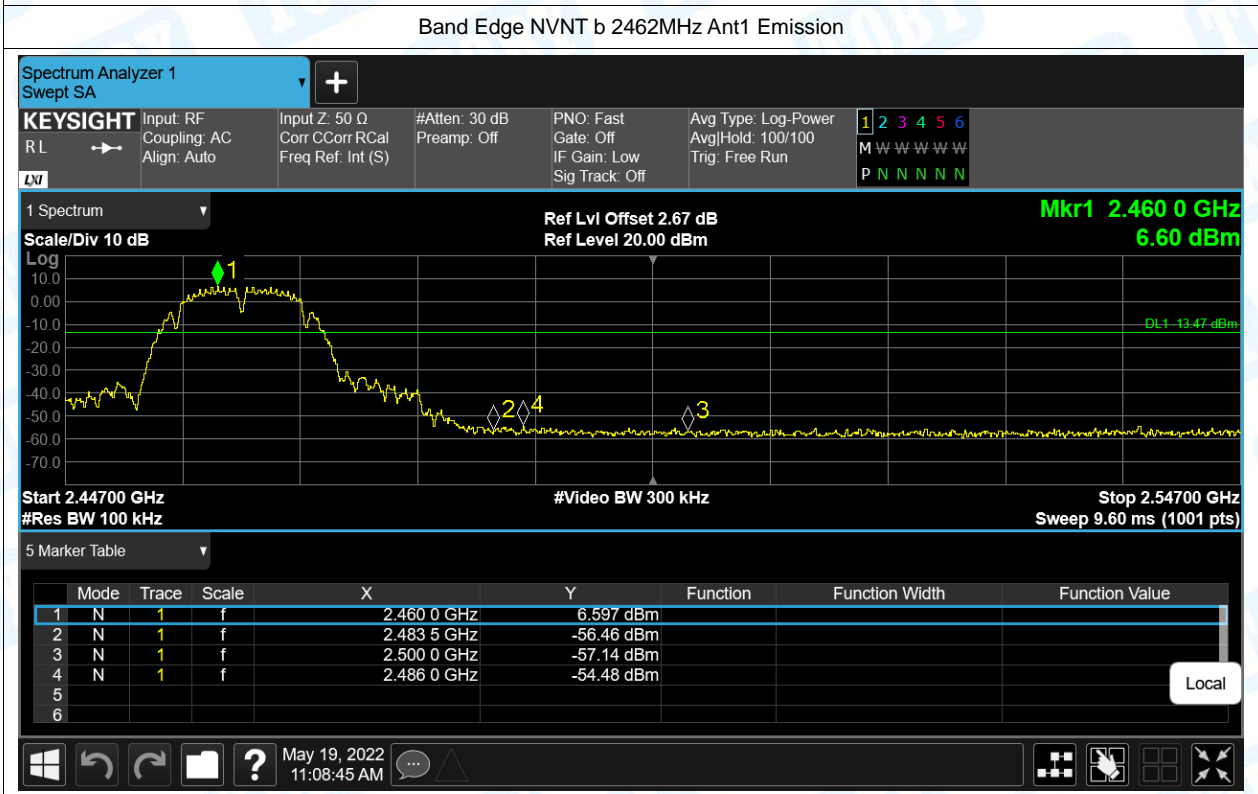 Band Edge NVNT b 2462MHz Ant1 Emission
Spectrum Analyzer 1
Swept SA
KEYSIGHT
RL
LXI
Input: RF
Coupling: AC
Align: Auto
Input Z: 50 Ω
Corr CCorr RCal
Freq Ref: Int (S)
#Atten: 30 dB
Preamp: Off
PNO: Fast
Gate: Off
IF Gain: Low
Sig Track: Off
Avg Type: Log-Power
Avg|Hold: 100/100
Trig: Free Run
1 2 3 4 5 6
M W W W W W
P N N N N N
1 Spectrum
Scale/Div 10 dB
Ref Lvl Offset 2.67 dB
Ref Level 20.00 dBm
Mkr1 2.460 0 GHz
6.60 dBm
Log
10.0
0.00
-10.0
-20.0
-30.0
-40.0
-50.0
-60.0
-70.0
1
2
4
3
DL1 -13.47 dBm
Start 2.44700 GHz
#Video BW 300 kHz
Stop 2.54700 GHz
#Res BW 100 kHz
Sweep 9.60 ms (1001 pts)
5 Marker Table
Mode Trace Scale X Y Function Function Width Function Value
1 N 1 f 2.460 0 GHz 6.597 dBm
2 N 1 f 2.483 5 GHz -56.46 dBm
3 N 1 f 2.500 0 GHz -57.14 dBm
4 N 1 f 2.486 0 GHz -54.48 dBm
5
6
Local
?
May 19, 2022
11:08:45 AM